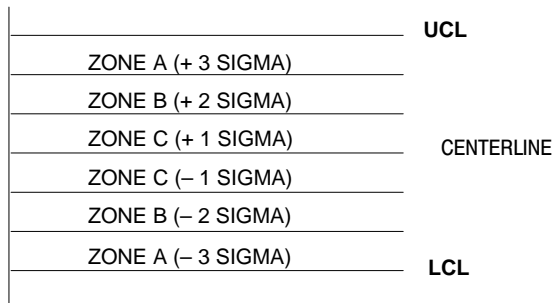 UCL
ZONE A (+ 3 SIGMA)
ZONE B (+ 2 SIGMA)
ZONE C (+ 1 SIGMA)
CENTERLINE
ZONE C (– 1 SIGMA)
ZONE B (– 2 SIGMA)
ZONE A (– 3 SIGMA)
LCL